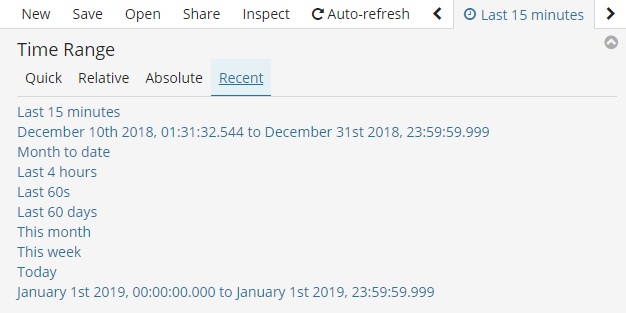 New Save Open Share Inspect Auto-refresh Last 15 minutes
Time Range
Quick Relative Absolute Recent
Last 15 minutes
December 10th 2018, 01:31:32.544 to December 31st 2018, 23:59:59.999
Month to date
Last 4 hours
Last 60s
Last 60 days
This month
This week
Today
January 1st 2019, 00:00:00.000 to January 1st 2019, 23:59:59.999